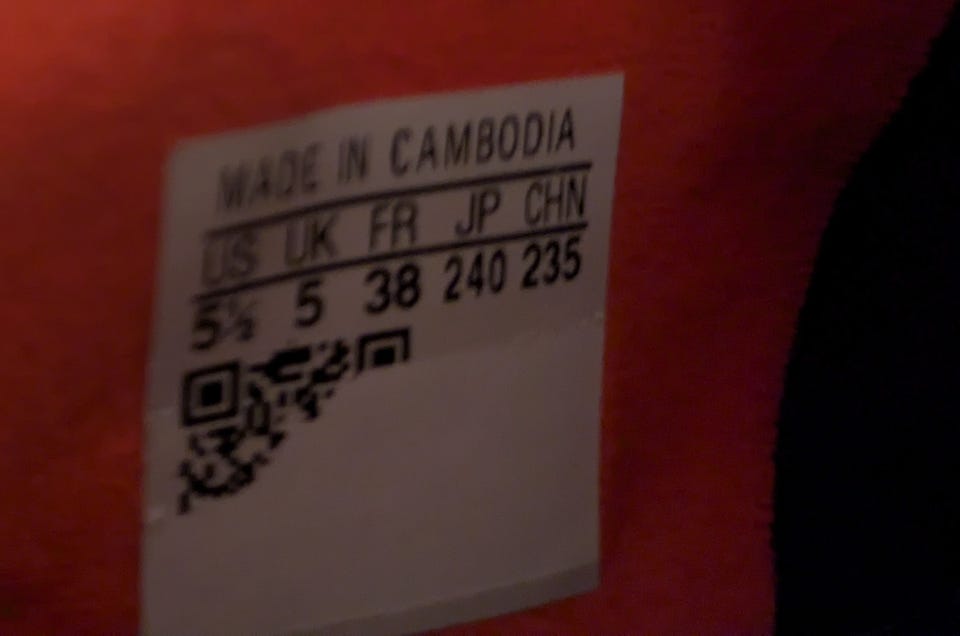 MADE IN CAMBODIA
US UK FR JP CHN
5½ 5 38 240 235